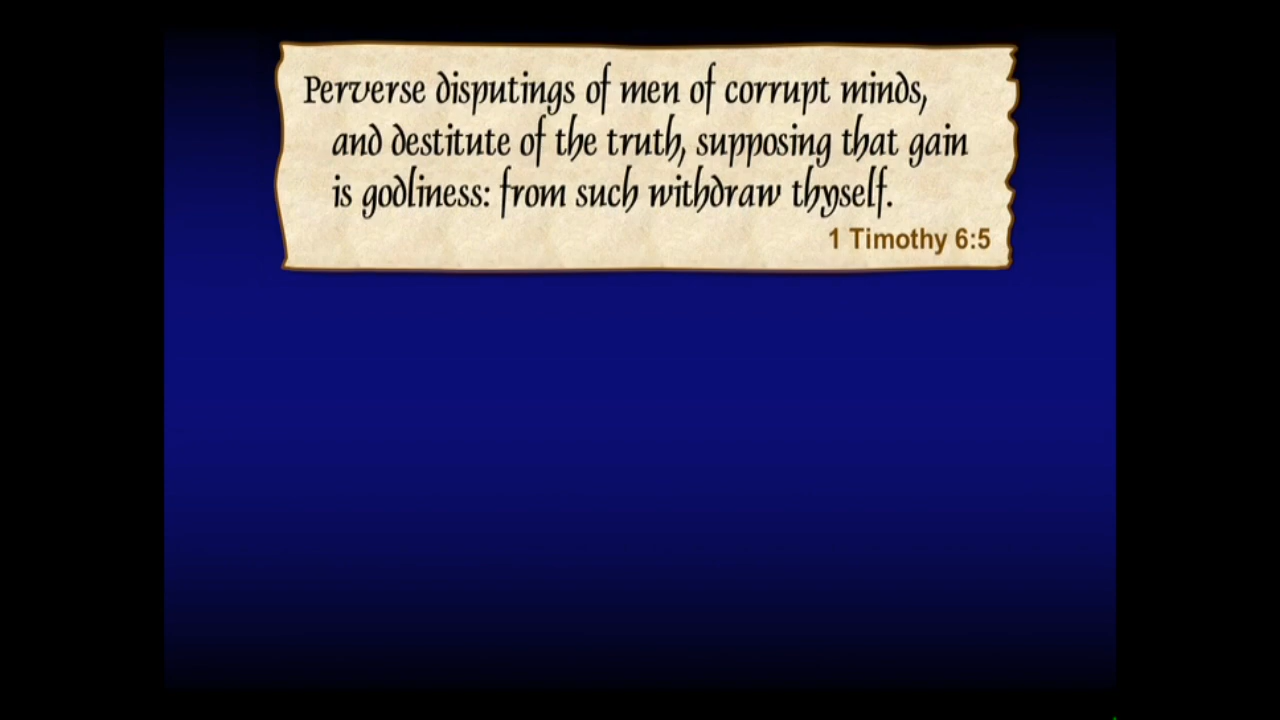 Perverse disputings of men of corrupt minds,
and destitute of the truth, supposing that gain
is godliness: from such withdraw thyself.
1 Timothy 6:5